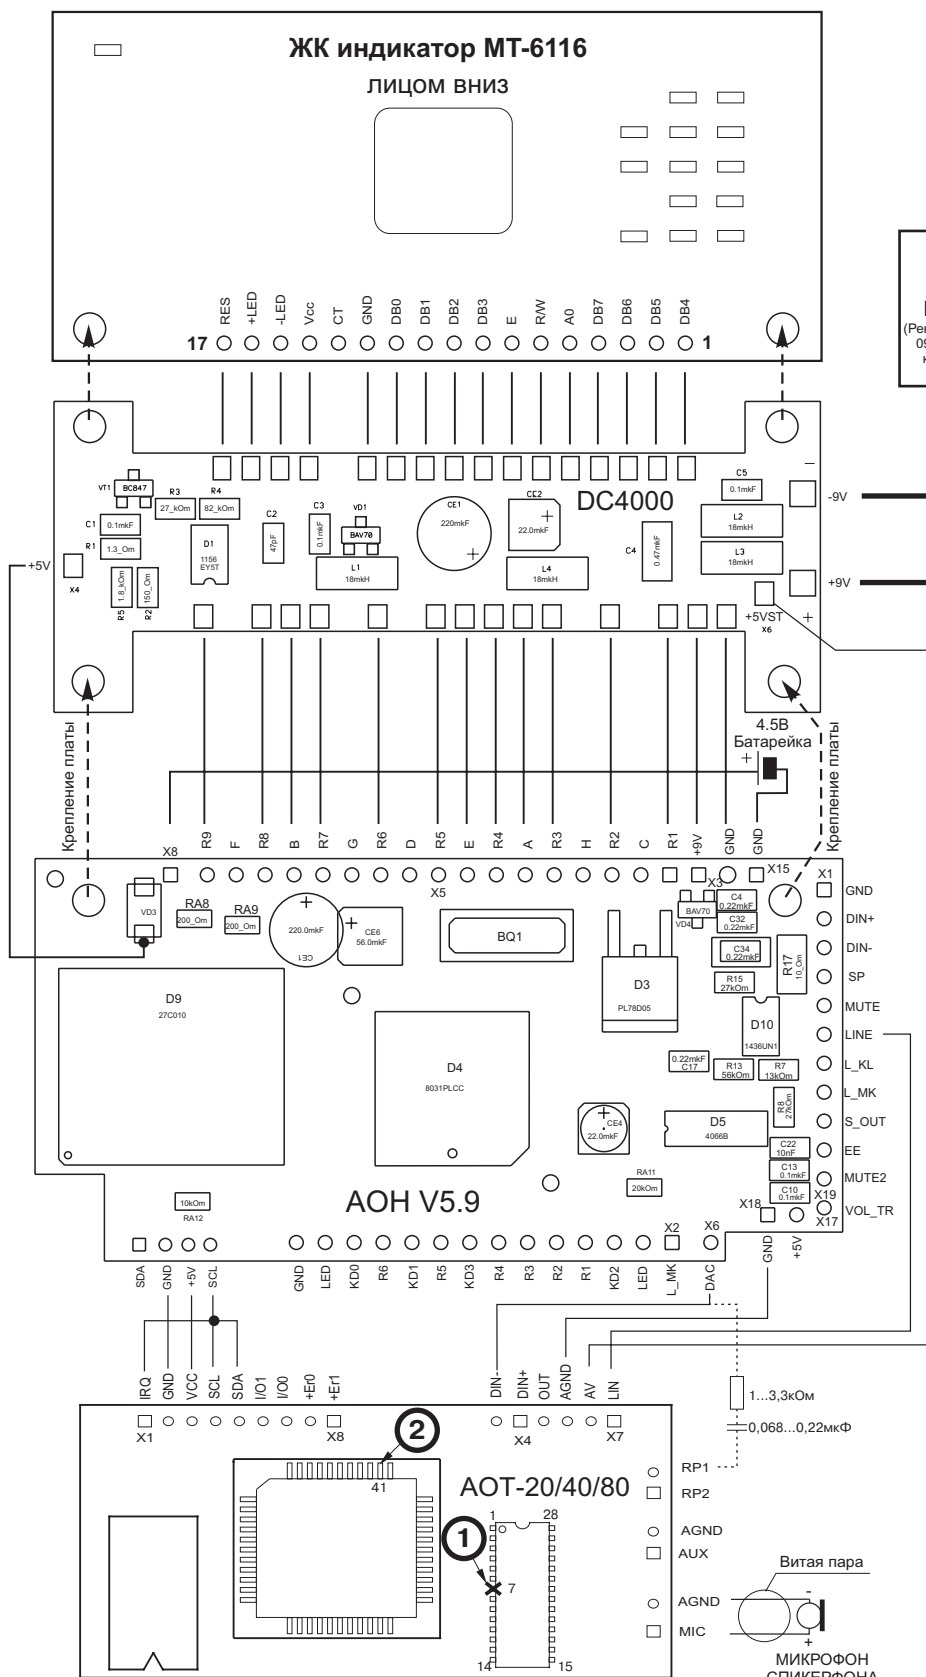 ЖК индикатор МТ-6116
ЛИЦОМ ВНИЗ
RES +LED -LED Vcc CT GND DB0 DB1 DB2 DB3 E R/W A0 DB7 DB6 DB5 DB4
17 1
(Рек
09
VT1 BC847
R3 27_kOm
R4 82_kOm
C1 0.1mkF
R1 1.3_Om
D1
1156
EY5T
C2 47pF
C3 0.1mkF
VD1
BAV70
L1
18mkH
CE1
220mkF
+
CE2
+
22.0mkF
L4
18mkH
DC4000
C4 0.47mkF
C5
0.1mkF
L2
18mkH
L3
18mkH
−
-9V
+9V
+
+5VST
X6
+5V
X4
1.8_kOm
R5
150_Om
R2
4.5В
Батарейка
+
Крепление платы
Крепление платы
X8 R9 F R8 B R7 G R6 D R5 E R4 A R3 H R2 C R1 +9V GND GND
X5 X3 X15 X1
VD3
RA8
200_Om
RA9
200_Om
220.0mkF
CE1
+
CE6
56.0mkF
BQ1
VD4
BAV70
C4
0.22mkF
C32
0.22mkF
C34
0.22mkF
R15
27kOm
R17
10_Om
D3
PL78D05
D10
1436UN1
0.22mkF
C17
R13
56kOm
R7
13kOm
R8
27kOm
D9
27C010
D4
8031PLCC
+
CE4
22.0mkF
D5
4066B
C22
10nF
C13
0.1mkF
C10
0.1mkF
RA11
20kOm
10kOm
RA12
АОН V5.9
GND
DIN+
DIN-
SP
MUTE
LINE
L_KL
L_MK
S_OUT
EE
MUTE2
VOL_TR
X19
X17
X18
X2 X6
SDA GND +5V SCL
GND LED KD0 R6 KD1 R5 KD3 R4 R3 R2 R1 KD2 LED L_MK DAC
GND +5V
IRQ GND VCC SCL SDA I/O1 I/O0 +Er0 +Er1
DIN- DIN+ OUT AGND AV LIN
X1 X8 X4 X7
1...3,3кОм
0,068...0,22мкФ
2
41
АОТ-20/40/80
1
1 28
7
14 15
RP1
RP2
AGND
AUX
AGND
MIC
Витая пара
-
+
МИКРОФОН
СПИКЕРФОНА